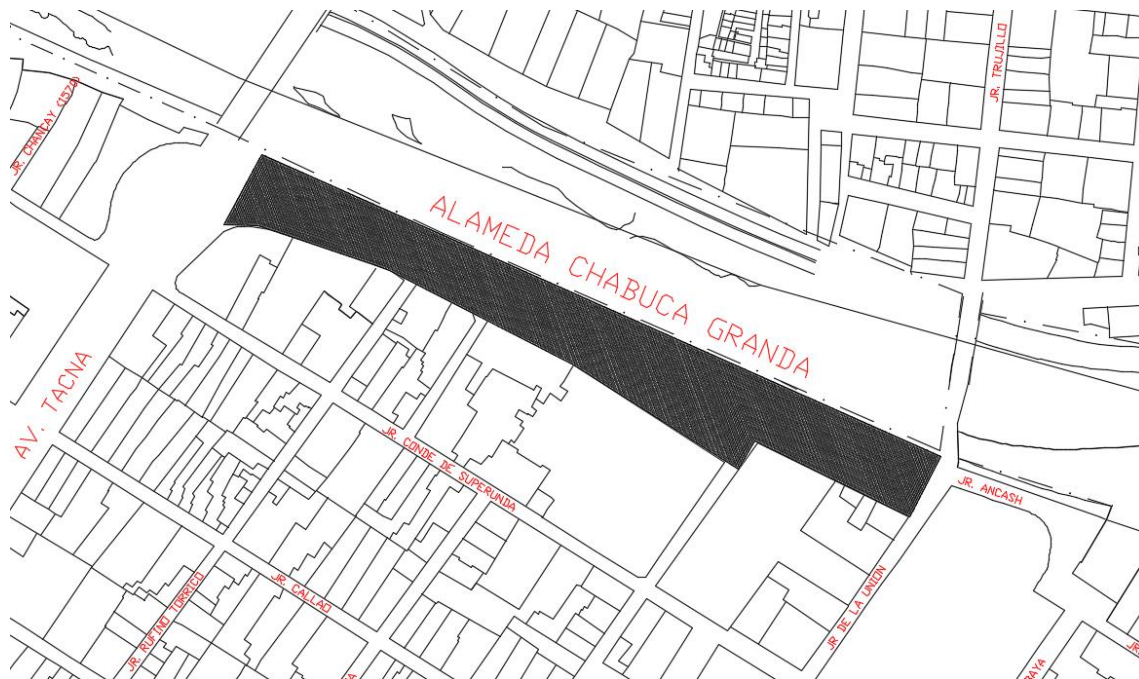 JR. TRUJILLO
JR. CHANCAY (1573)
ALAMEDA CHABUCA GRANDA
AV. TACNA
JR. CONDE DE SUPERUNDA
JR. ANCASH
JR. CALLAO
JR. RUFINO TORRICO
JR DE LA UNION